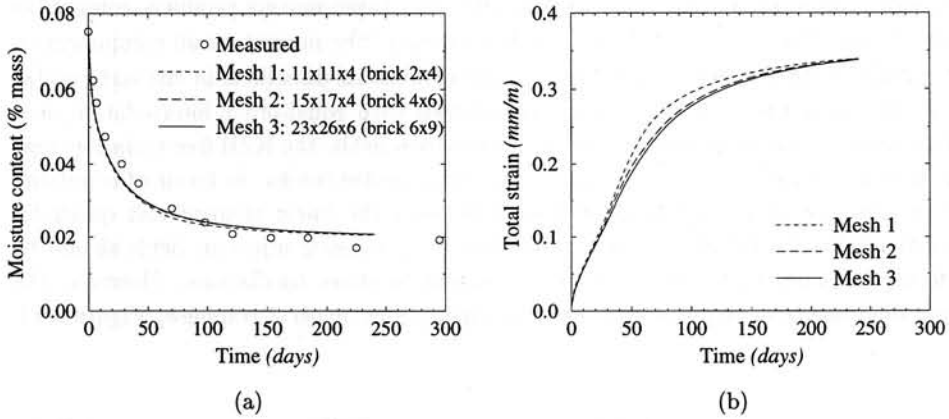 0.08
0.06
0.04
0.02
0.00
Moisture content (% mass)
Measured
Mesh 1: 11x11x4 (brick 2x4)
Mesh 2: 15x17x4 (brick 4x6)
Mesh 3: 23x26x6 (brick 6x9)
0 50 100 150 200 250 300
Time (days)
(a)
0.4
0.3
0.2
0.1
0.0
Total strain (mm/m)
Mesh 1
Mesh 2
Mesh 3
0 50 100 150 200 250 300
Time (days)
(b)